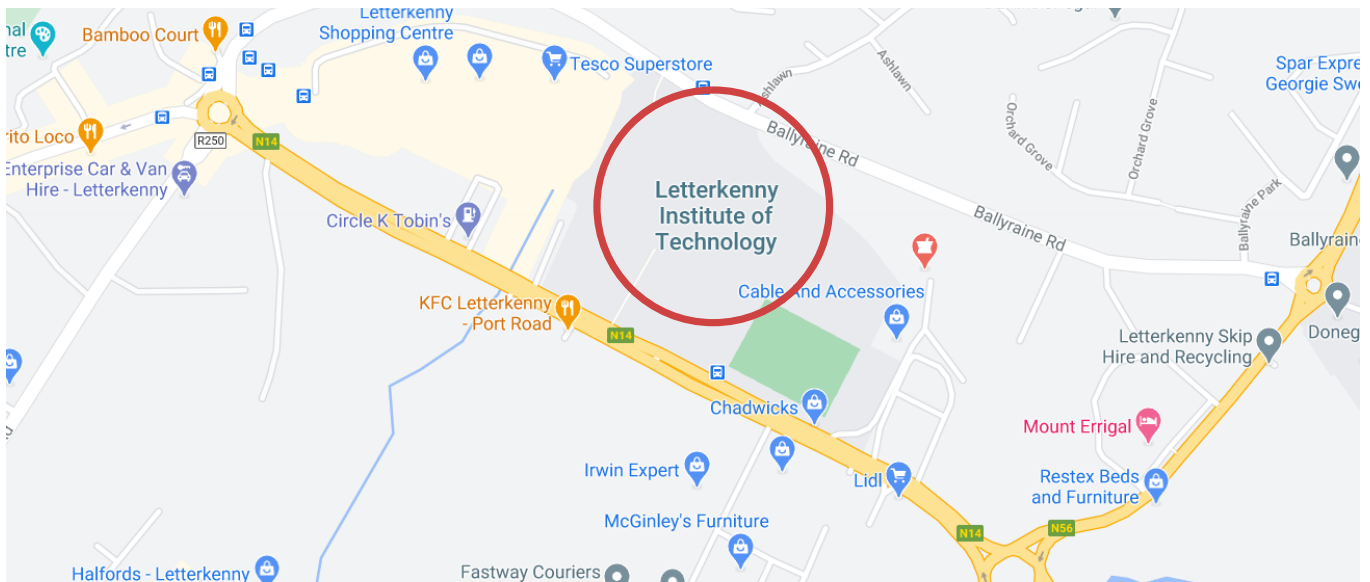 Letterkenny
Shopping Centre
Bamboo Court
nal
tre
Tesco Superstore
Ashlawn
Ashlawn
Spar Expre
Georgie Swe
Orchard Grove
Orchard Grove
Ballyraine Rd
rito Loco
R250
N14
Enterprise Car & Van
Hire - Letterkenny
Letterkenny
Institute of
Technology
Circle K Tobin's
Ballyraine Rd
Ballyraine Park
Ballyrain
Cable And Accessories
KFC Letterkenny
- Port Road
N14
Letterkenny Skip
Hire and Recycling
Doneg
Chadwicks
Mount Errigal
Irwin Expert
Lidl
Restex Beds
and Furniture
McGinley's Furniture
N14
N56
Halfords - Letterkenny
Fastway Couriers